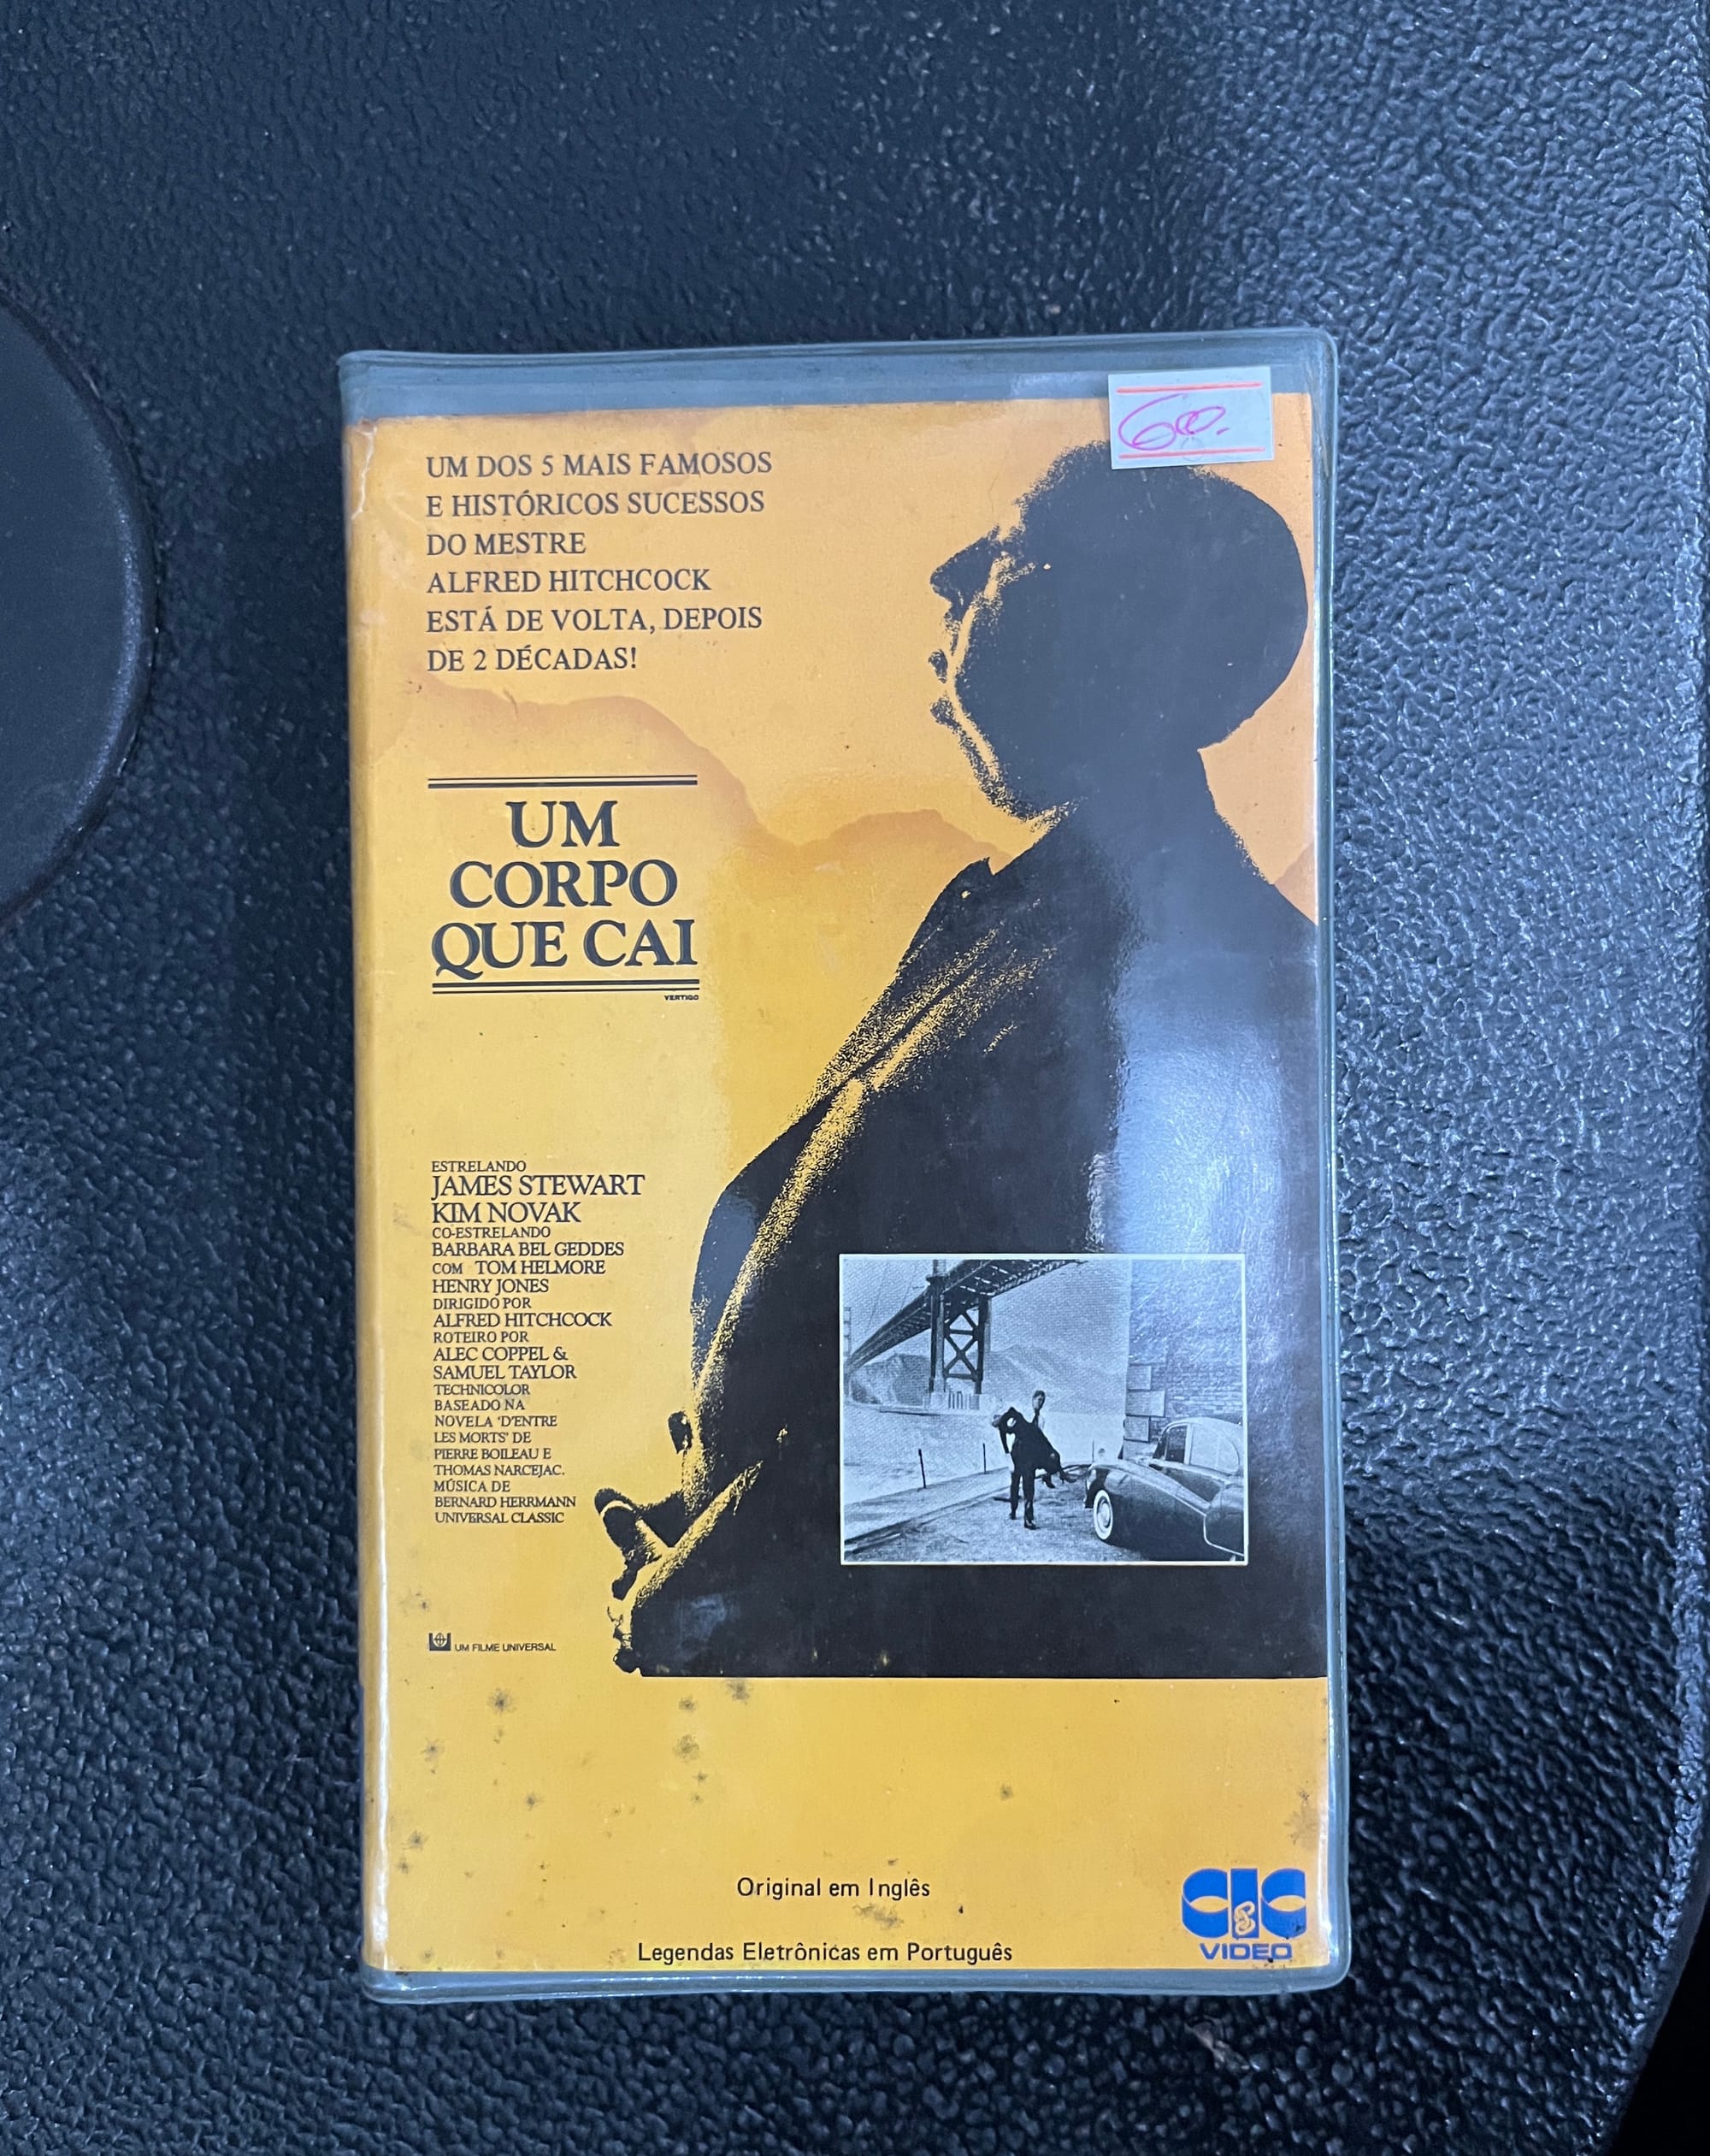 60.
UM DOS 5 MAIS FAMOSOS
E HISTÓRICOS SUCESSOS
DO MESTRE
ALFRED HITCHCOCK
ESTÁ DE VOLTA, DEPOIS
DE 2 DÉCADAS!
UM
CORPO
QUE CAI
VERTIGO
ESTRELANDO
JAMES STEWART
KIM NOVAK
CO-ESTRELANDO
BARBARA BEL GEDDES
COM TOM HELMORE
HENRY JONES
DIRIGIDO POR
ALFRED HITCHCOCK
ROTEIRO POR
ALEC COPPEL &
SAMUEL TAYLOR
TECHNICOLOR
BASEADO NA
NOVELA 'D'ENTRE
LES MORTS' DE
PIERRE BOILEAU E
THOMAS NARCEJAC.
MÚSICA DE
BERNARD HERRMANN
UNIVERSAL CLASSIC
UM FILME UNIVERSAL
Original em Inglês
Legendas Eletrônicas em Português
CIC
VIDEO